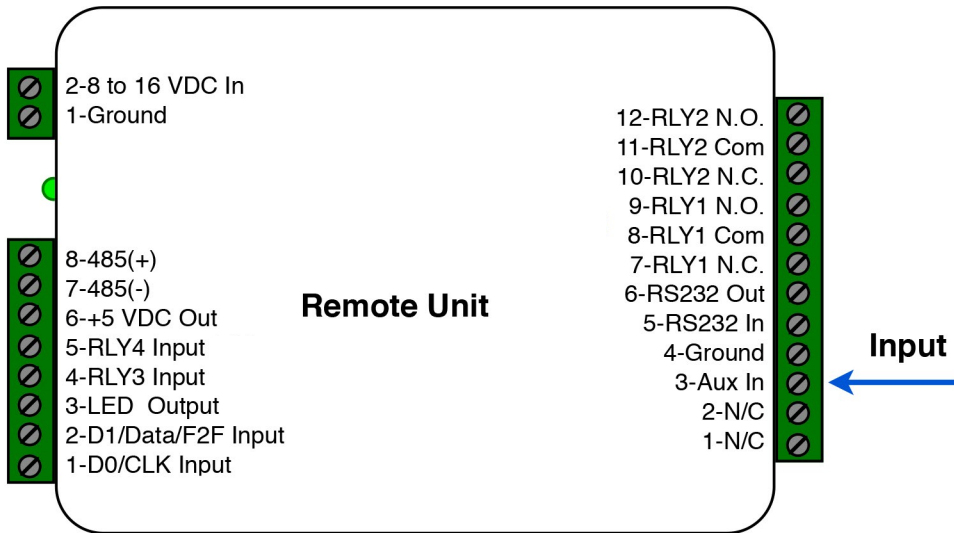 2-8 to 16 VDC In
1-Ground
8-485(+)
7-485(-)
6-+5 VDC Out
5-RLY4 Input
4-RLY3 Input
3-LED Output
2-D1/Data/F2F Input
1-D0/CLK Input
Remote Unit
12-RLY2 N.O.
11-RLY2 Com
10-RLY2 N.C.
9-RLY1 N.O.
8-RLY1 Com
7-RLY1 N.C.
6-RS232 Out
5-RS232 In
4-Ground
3-Aux In
2-N/C
1-N/C
Input